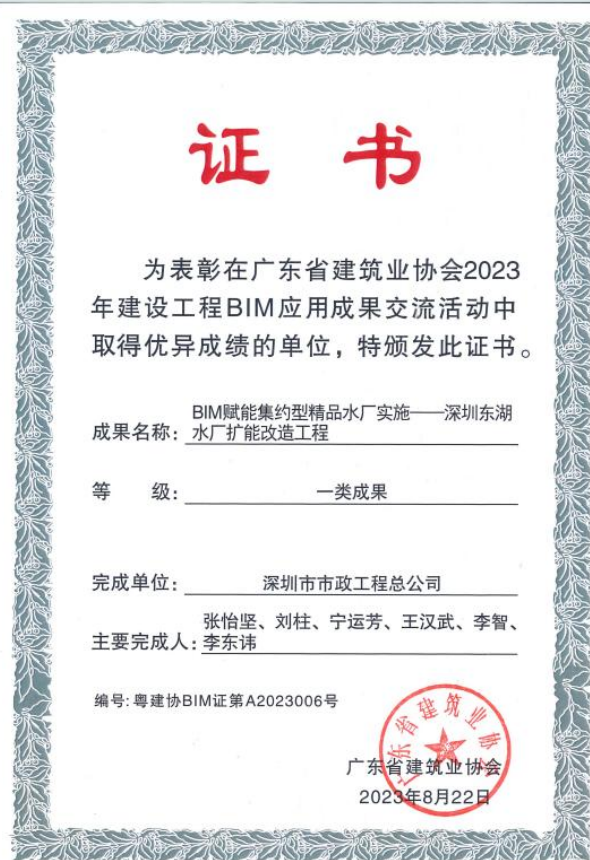 证书
为表彰在广东省建筑业协会2023
年建设工程BIM应用成果交流活动中
取得优异成绩的单位，特颁发此证书。
BIM赋能集约型精品水厂实施——深圳东湖
成果名称：水厂扩能改造工程
等级：一类成果
完成单位：深圳市市政工程总公司
张怡坚、刘柱、宁运芳、王汉武、李智、
主要完成人：李东讳
编号：粤建协BIM证第A2023006号
广东省建筑业协会
广东省建筑业协会
2023年8月22日